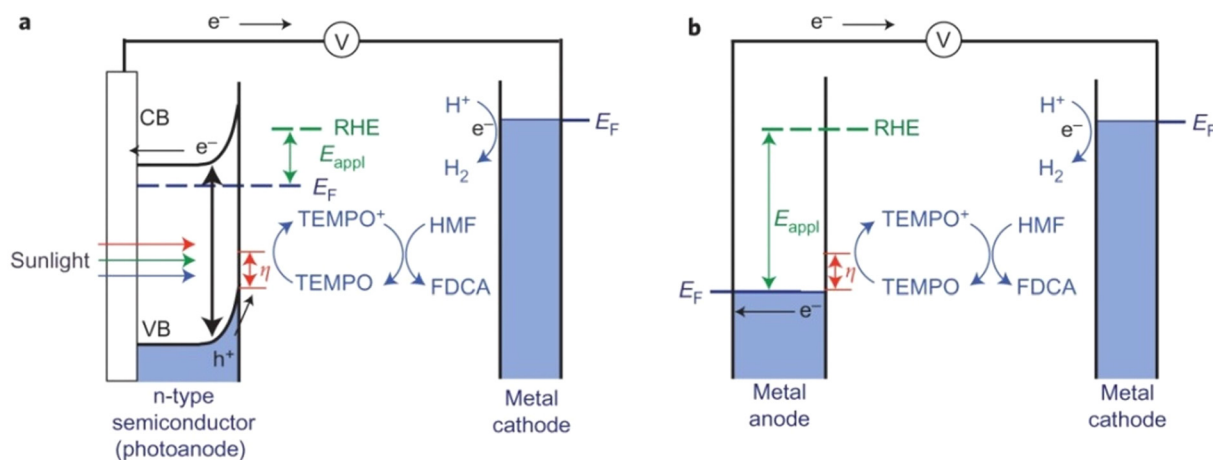 a
e⁻
V
CB
e⁻
RHE
E_appl
E_F
H⁺
e⁻
H₂
E_F
Sunlight
TEMPO⁺
HMF
η
TEMPO
FDCA
VB
h⁺
n-type
semiconductor
(photoanode)
Metal
cathode
b
e⁻
V
RHE
E_appl
H⁺
e⁻
H₂
E_F
TEMPO⁺
HMF
η
TEMPO
FDCA
E_F
e⁻
Metal
anode
Metal
cathode